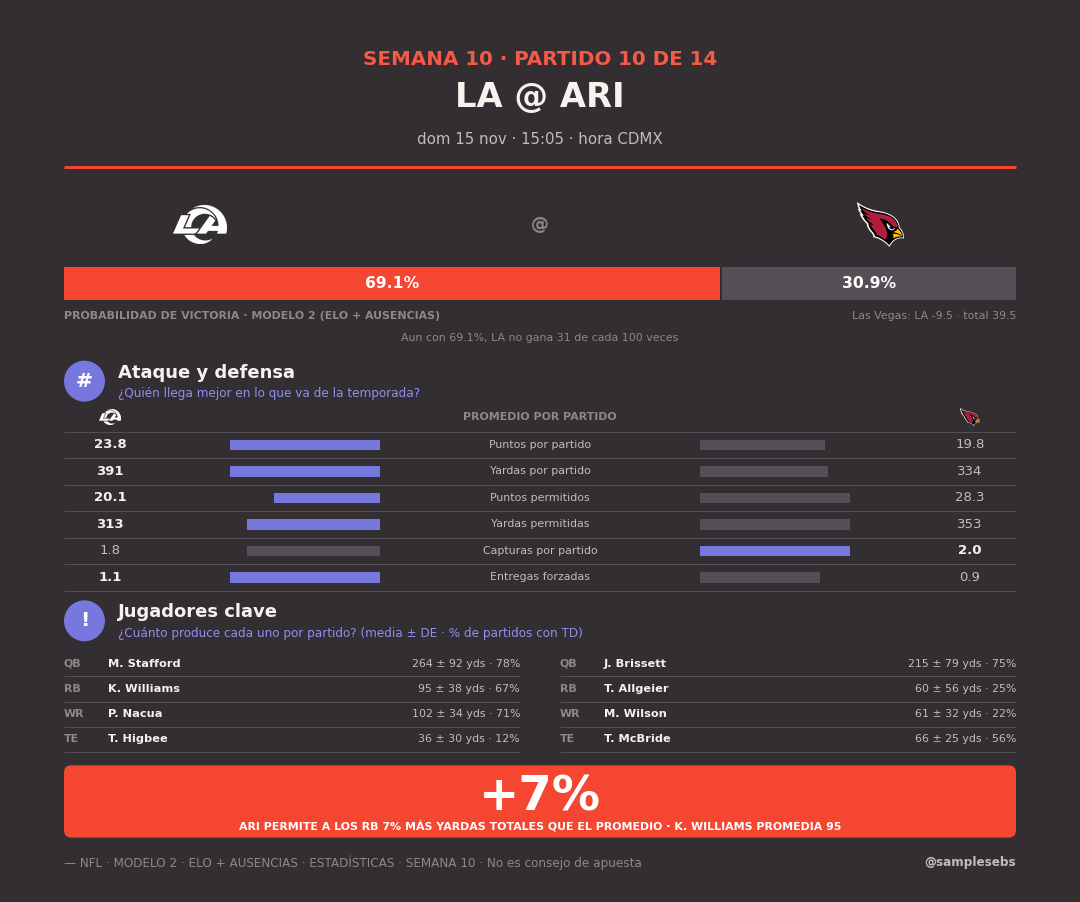 SEMANA 10 · PARTIDO 10 DE 14
LA @ ARI
dom 15 nov · 15:05 · hora CDMX
LA @
69.1% 30.9%
PROBABILIDAD DE VICTORIA · MODELO 2 (ELO + AUSENCIAS) Las Vegas: LA -9.5 · total 39.5
Aun con 69.1%, LA no gana 31 de cada 100 veces
# Ataque y defensa
¿Quién llega mejor en lo que va de la temporada?
LA PROMEDIO POR PARTIDO
23.8 Puntos por partido 19.8
391 Yardas por partido 334
20.1 Puntos permitidos 28.3
313 Yardas permitidas 353
1.8 Capturas por partido 2.0
1.1 Entregas forzadas 0.9
! Jugadores clave
¿Cuánto produce cada uno por partido? (media ± DE · % de partidos con TD)
QB M. Stafford 264 ± 92 yds · 78% QB J. Brissett 215 ± 79 yds · 75%
RB K. Williams 95 ± 38 yds · 67% RB T. Allgeier 60 ± 56 yds · 25%
WR P. Nacua 102 ± 34 yds · 71% WR M. Wilson 61 ± 32 yds · 22%
TE T. Higbee 36 ± 30 yds · 12% TE T. McBride 66 ± 25 yds · 56%
+7%
ARI PERMITE A LOS RB 7% MÁS YARDAS TOTALES QUE EL PROMEDIO · K. WILLIAMS PROMEDIA 95
— NFL · MODELO 2 · ELO + AUSENCIAS · ESTADÍSTICAS · SEMANA 10 · No es consejo de apuesta @samplesebs